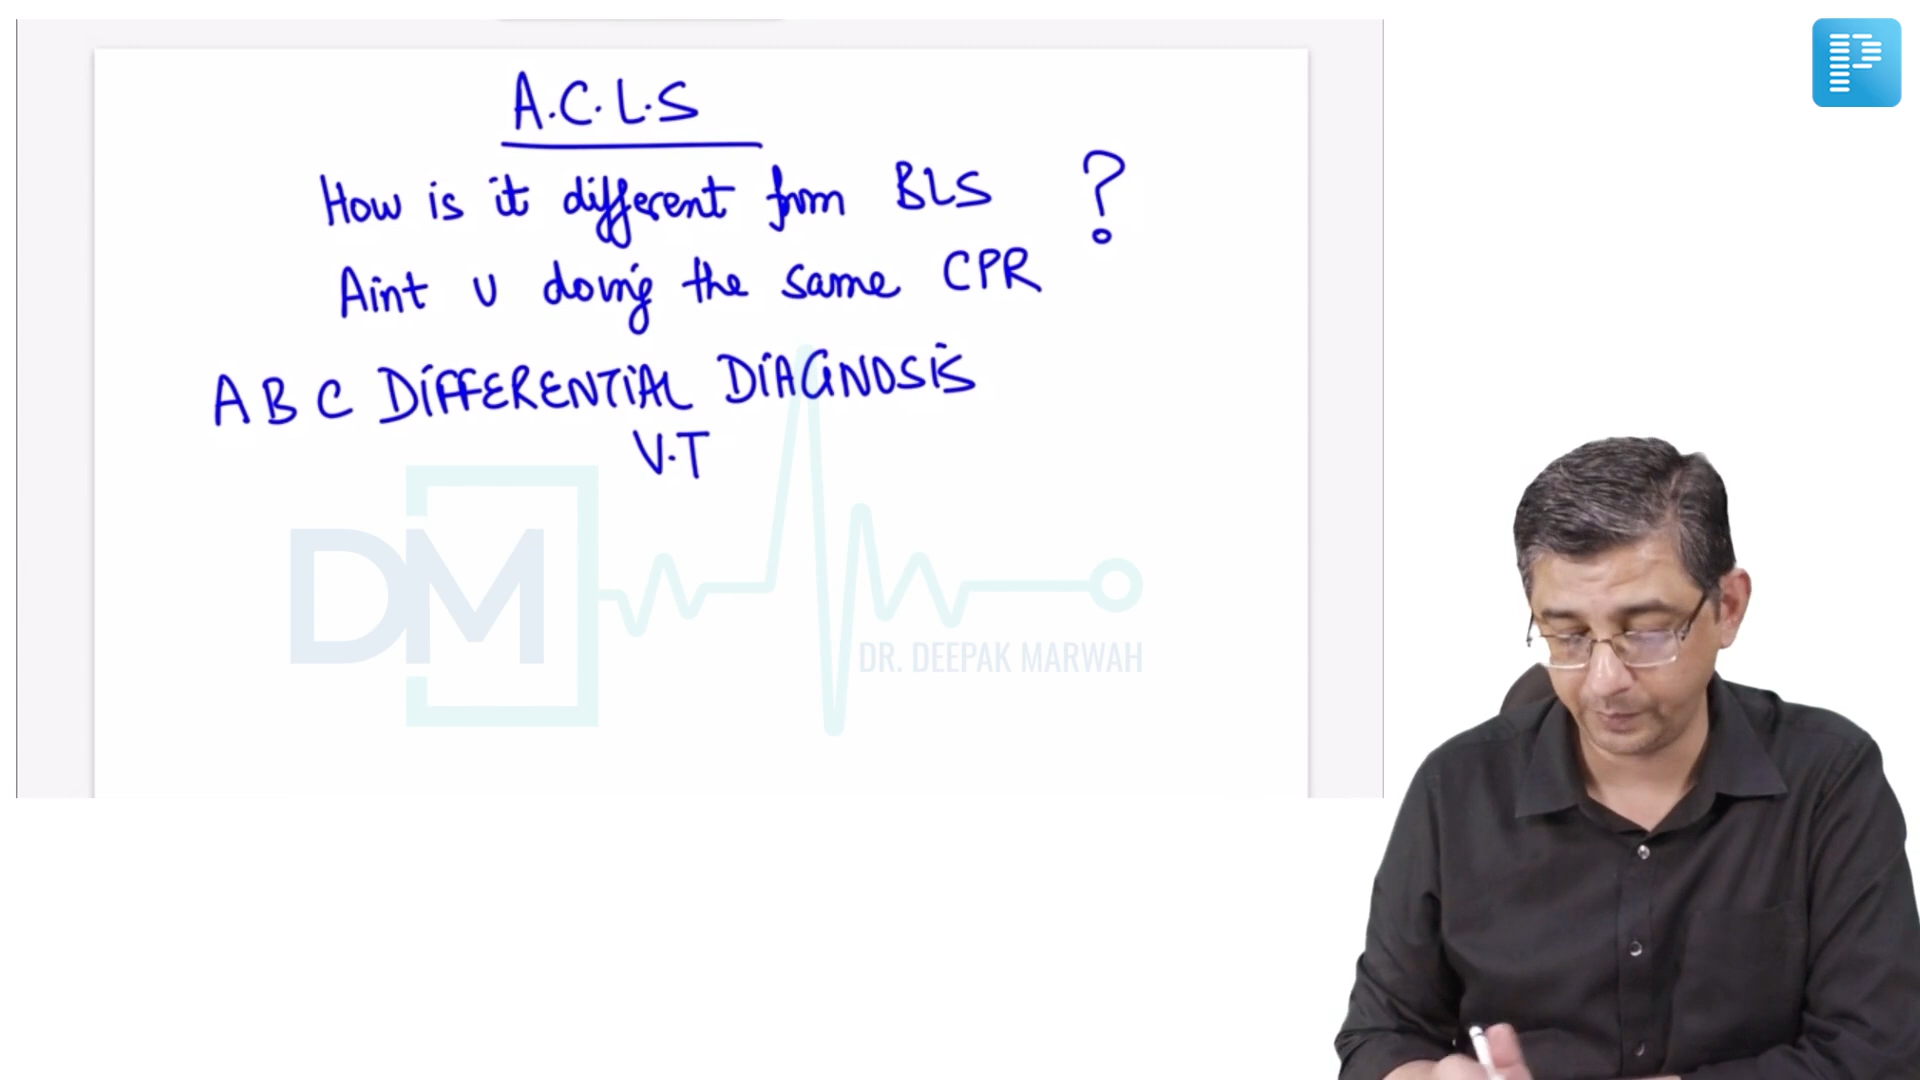 A.C.L.S
How is it different from BLS ?
Aint u doing the same CPR
A B C DIFFERENTIAL DIAGNOSIS
V.T
DM
DR. DEEPAK MARWAH
P